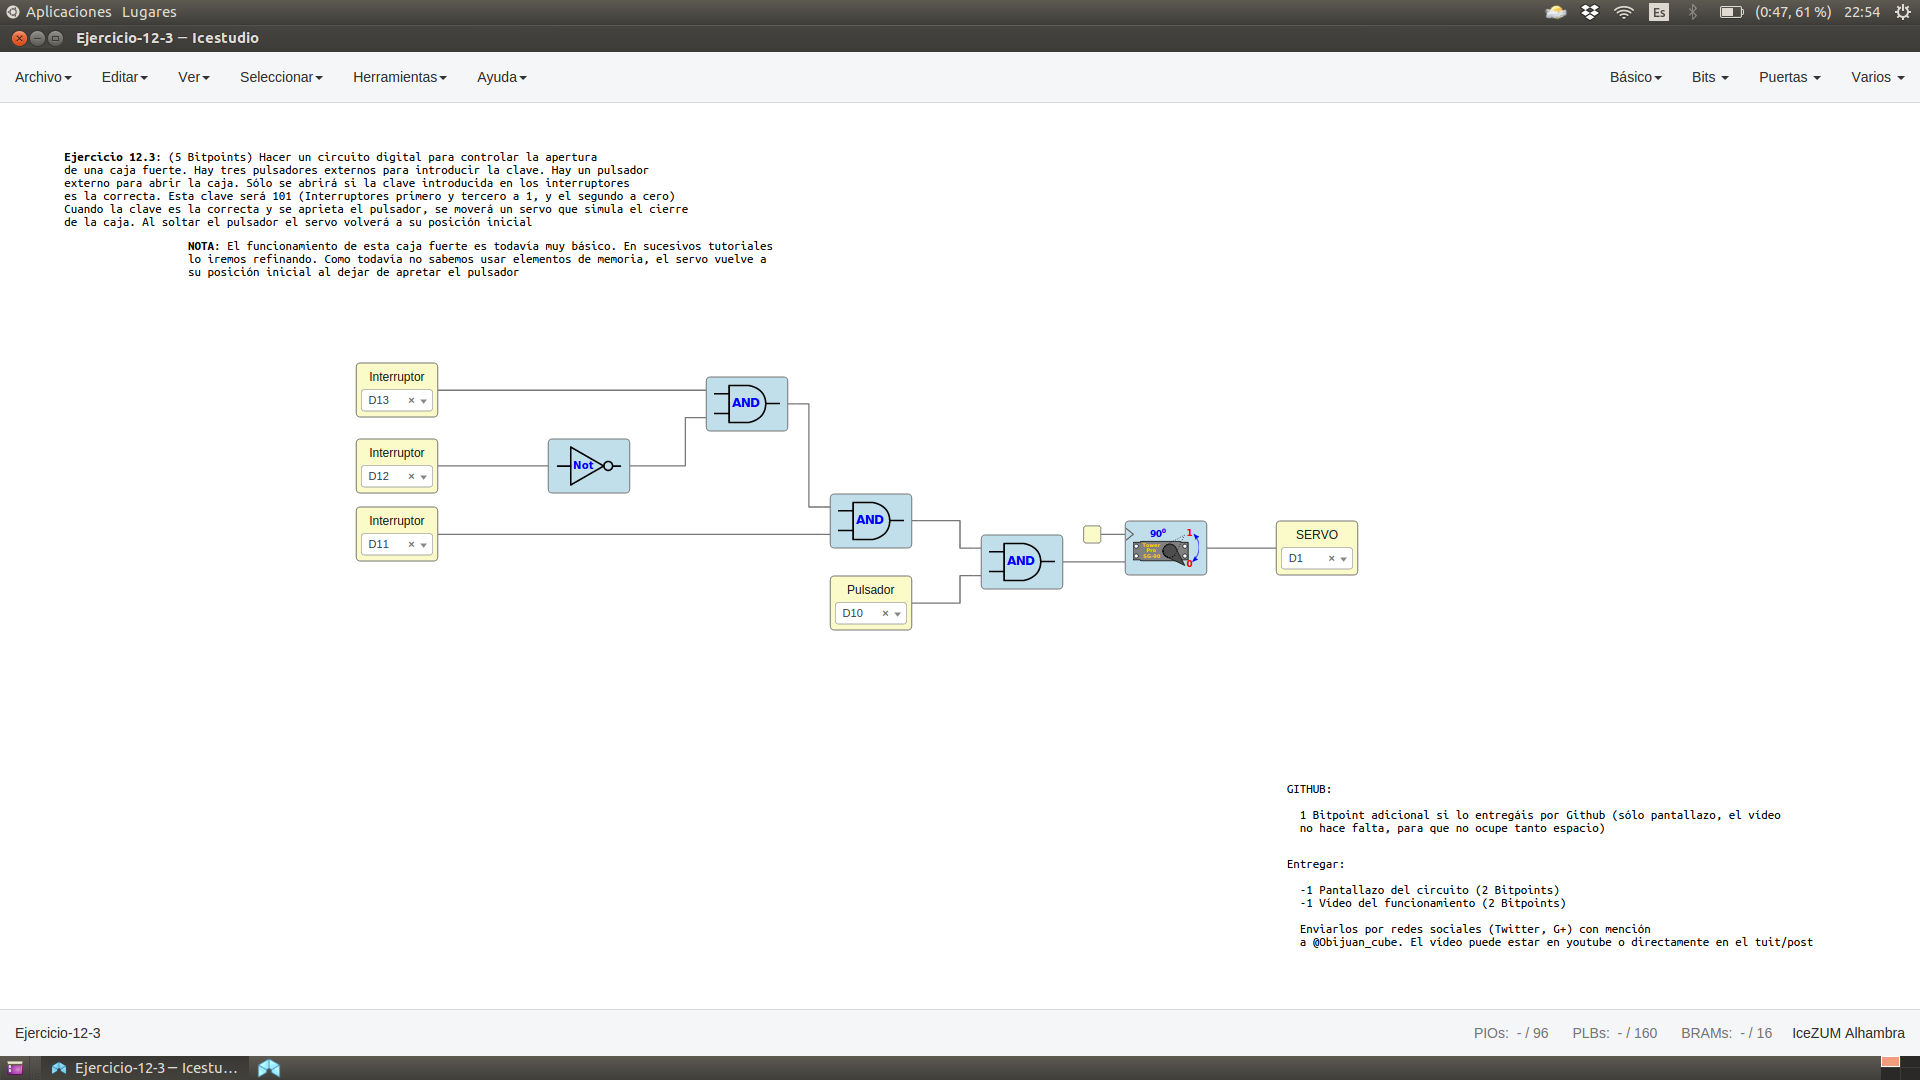 Aplicaciones Lugares
Es (0:47, 61 %) 22:54
Ejercicio-12-3 — Icestudio
Archivo Editar Ver Seleccionar Herramientas Ayuda Básico Bits Puertas Varios
Ejercicio 12.3: (5 Bitpoints) Hacer un circuito digital para controlar la apertura
de una caja fuerte. Hay tres pulsadores externos para introducir la clave. Hay un pulsador
externo para abrir la caja. Sólo se abrirá si la clave introducida en los interruptores
es la correcta. Esta clave será 101 (Interruptores primero y tercero a 1, y el segundo a cero)
Cuando la clave es la correcta y se aprieta el pulsador, se moverá un servo que simula el cierre
de la caja. Al soltar el pulsador el servo volverá a su posición inicial
NOTA: El funcionamiento de esta caja fuerte es todavía muy básico. En sucesivos tutoriales
lo iremos refinando. Como todavía no sabemos usar elementos de memoria, el servo vuelve a
su posición inicial al dejar de apretar el pulsador
Interruptor
D13
AND
Interruptor
D12
Not
Interruptor
D11
AND
AND
90º 1
Tower
Pro
SG-90
0
SERVO
D1
Pulsador
D10
GITHUB:
1 Bitpoint adicional si lo entregáis por Github (sólo pantallazo, el vídeo
no hace falta, para que no ocupe tanto espacio)
Entregar:
-1 Pantallazo del circuito (2 Bitpoints)
-1 Vídeo del funcionamiento (2 Bitpoints)
Enviarlos por redes sociales (Twitter, G+) con mención
a @Obijuan_cube. El vídeo puede estar en youtube o directamente en el tuit/post
Ejercicio-12-3 PIOs: - / 96 PLBs: - / 160 BRAMs: - / 16 IceZUM Alhambra
Ejercicio-12-3 — Icestu...